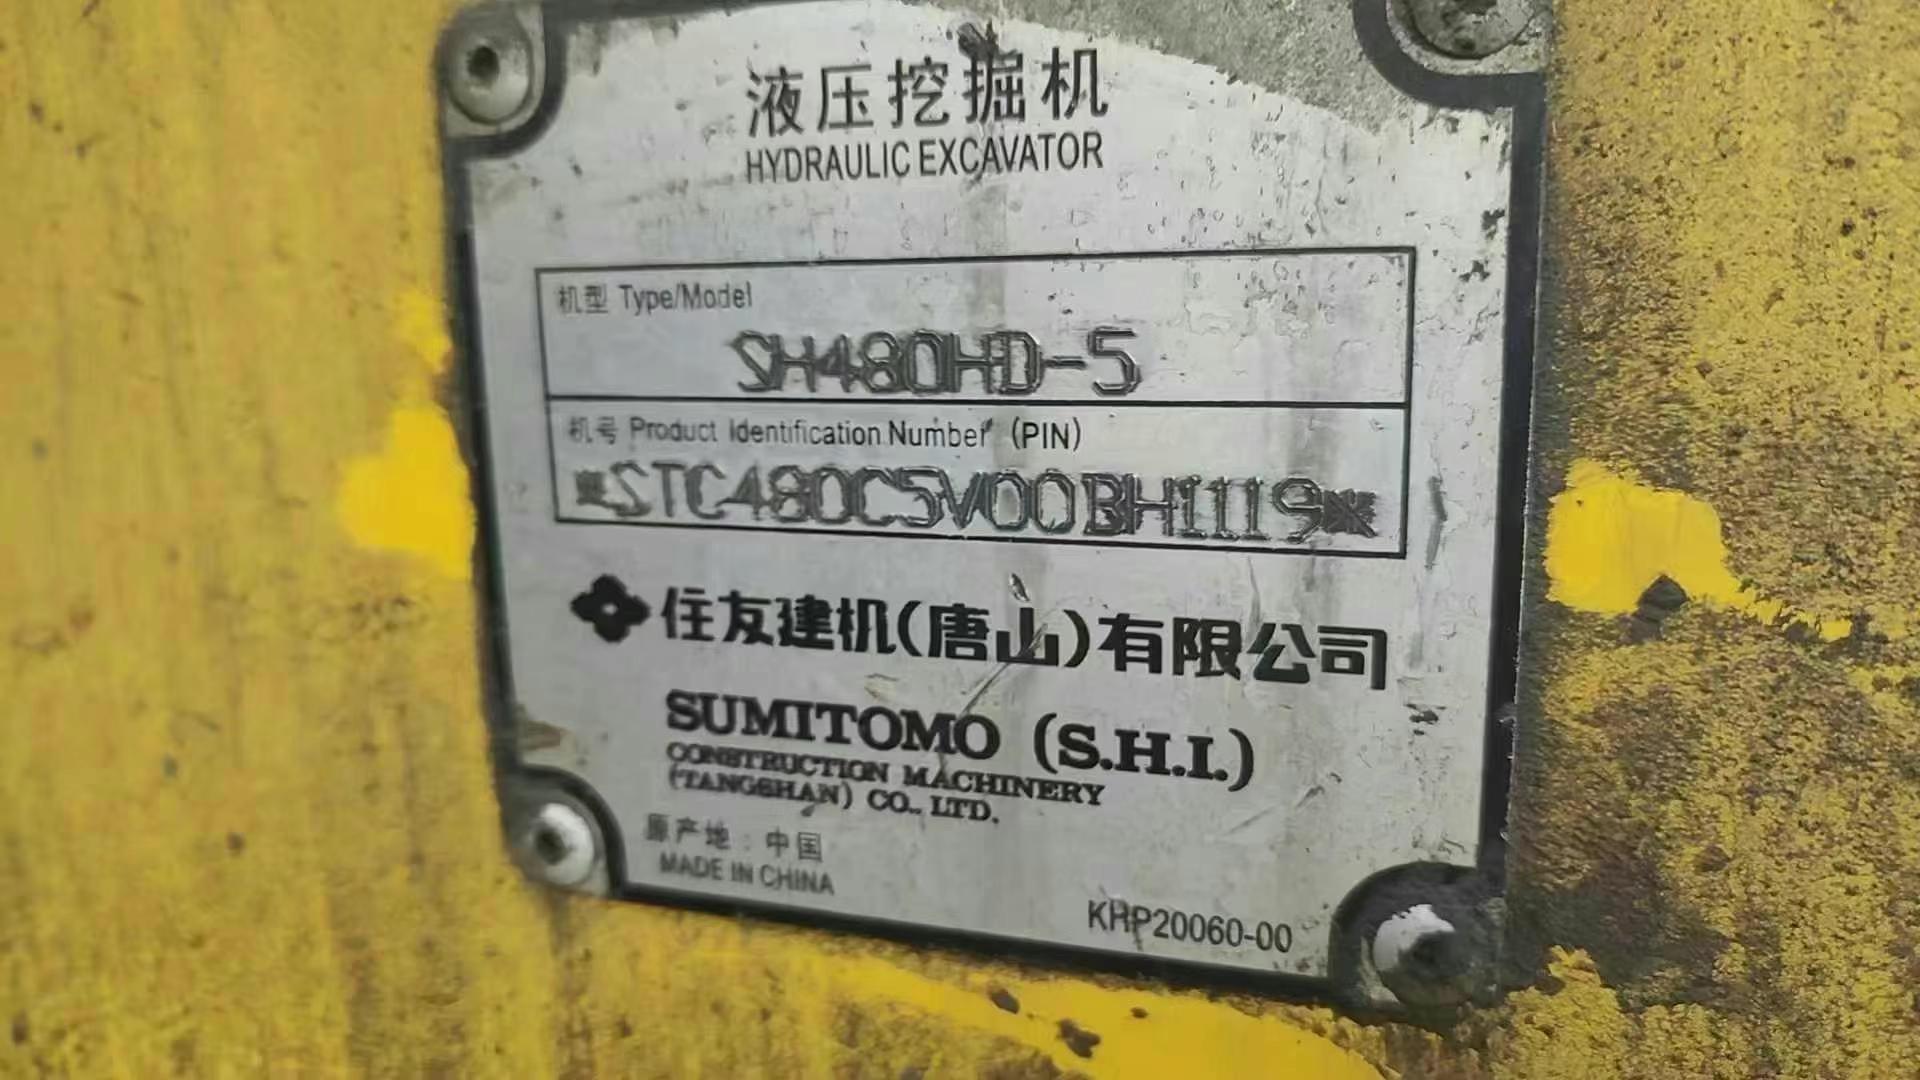 液压挖掘机
HYDRAULIC EXCAVATOR
机型 Type/Model
SH480HD-5
机号 Product Identification Number (PIN)
*STC480C5V00BH1119*
住友建机(唐山)有限公司
SUMITOMO (S.H.I.)
CONSTRUCTION MACHINERY
(TANGSHAN) CO., LTD.
原产地:中国
MADE IN CHINA
KHP20060-00